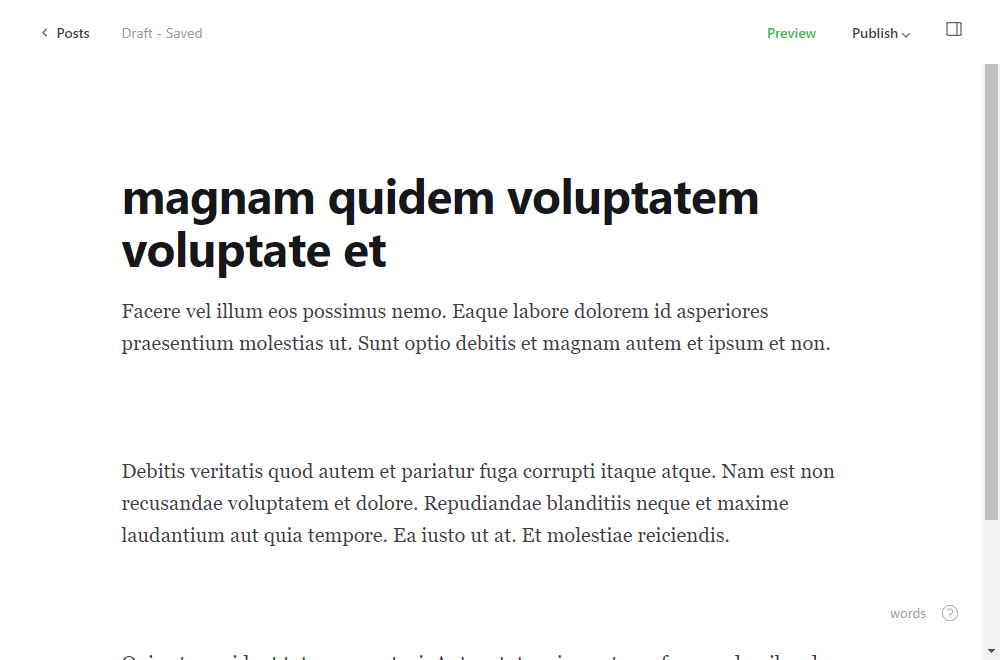 Posts
Draft - Saved
Preview
Publish
magnam quidem voluptatem
voluptate et
Facere vel illum eos possimus nemo. Eaque labore dolorem id asperiores
praesentium molestias ut. Sunt optio debitis et magnam autem et ipsum et non.
Debitis veritatis quod autem et pariatur fuga corrupti itaque atque. Nam est non
recusandae voluptatem et dolore. Repudiandae blanditiis neque et maxime
laudantium aut quia tempore. Ea iusto ut at. Et molestiae reiciendis.
words